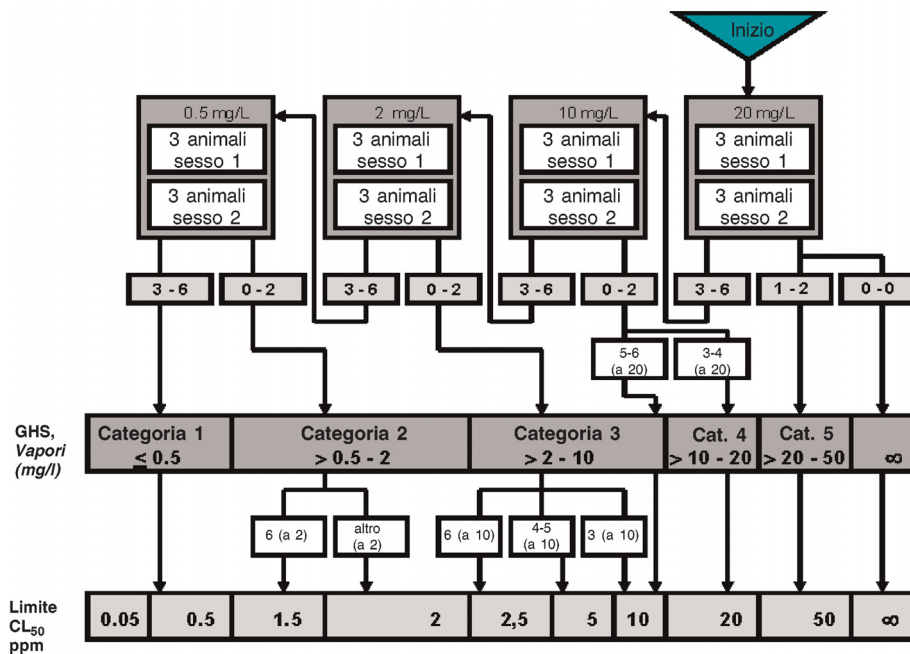 Inizio
0.5 mg/L
2 mg/L
10 mg/L
20 mg/L
3 animali
sesso 1
3 animali
sesso 1
3 animali
sesso 1
3 animali
sesso 1
3 animali
sesso 2
3 animali
sesso 2
3 animali
sesso 2
3 animali
sesso 2
3 - 6
0 - 2
3 - 6
0 - 2
3 - 6
0 - 2
3 - 6
1 - 2
0 - 0
5-6
(a 20)
3-4
(a 20)
GHS,
Vapori
(mg/l)
Categoria 1
≤ 0.5
Categoria 2
> 0.5 - 2
Categoria 3
> 2 - 10
Cat. 4
> 10 - 20
Cat. 5
> 20 - 50
∞
6 (a 2)
altro
(a 2)
6 (a 10)
4-5
(a 10)
3 (a 10)
Limite
CL50
ppm
0.05
0.5
1.5
2
2,5
5
10
20
50
∞